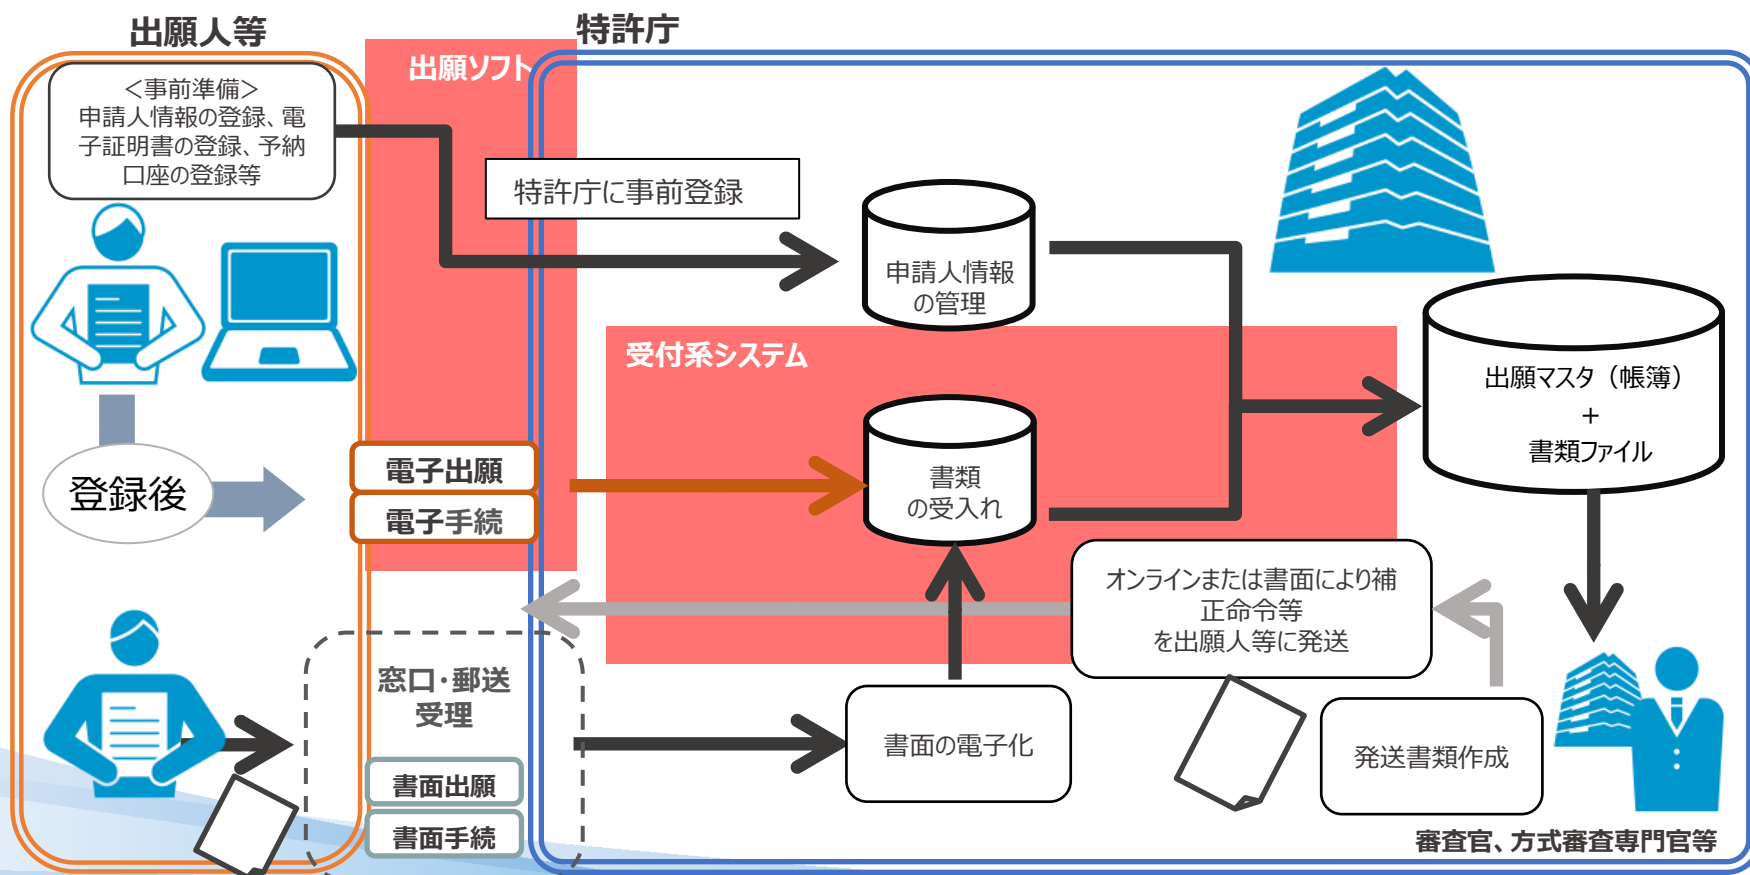 出願人等
特許庁
出願ソフト
＜事前準備＞
申請人情報の登録、電
子証明書の登録、予納
口座の登録等
特許庁に事前登録
申請人情報
の管理
受付系システム
出願マスタ（帳簿）
+
書類ファイル
登録後
電子出願
電子手続
書類
の受入れ
オンラインまたは書面により補
正命令等
を出願人等に発送
窓口・郵送
受理
書面出願
書面手続
書面の電子化
発送書類作成
審査官、方式審査専門官等